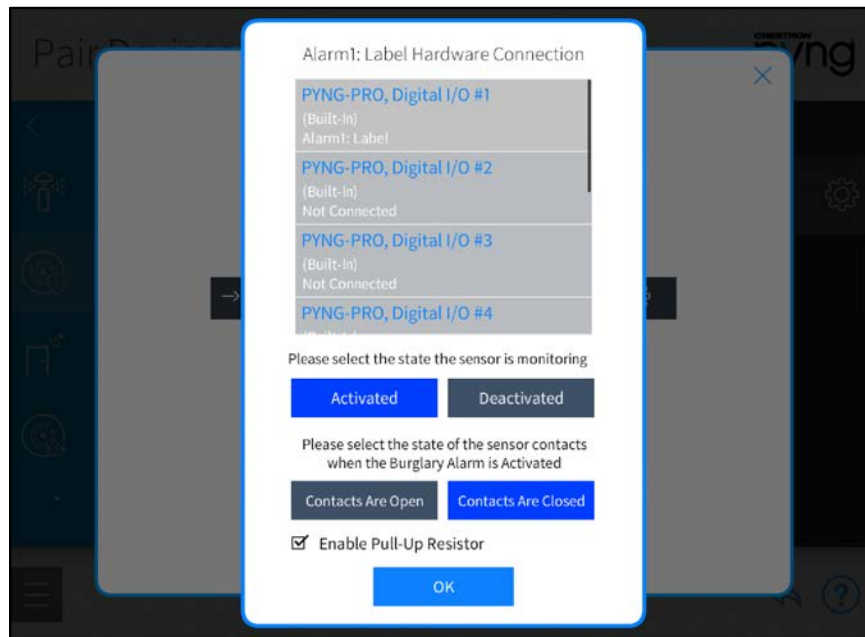 Pair
CRESTRON
pyng
Alarm1: Label Hardware Connection
PYNG-PRO, Digital I/O #1
(Built-In)
Alarm1: Label
PYNG-PRO, Digital I/O #2
(Built-In)
Not Connected
PYNG-PRO, Digital I/O #3
(Built-In)
Not Connected
PYNG-PRO, Digital I/O #4
Please select the state the sensor is monitoring
Activated Deactivated
Please select the state of the sensor contacts
when the Burglary Alarm is Activated
Contacts Are Open Contacts Are Closed
Enable Pull-Up Resistor
OK
?